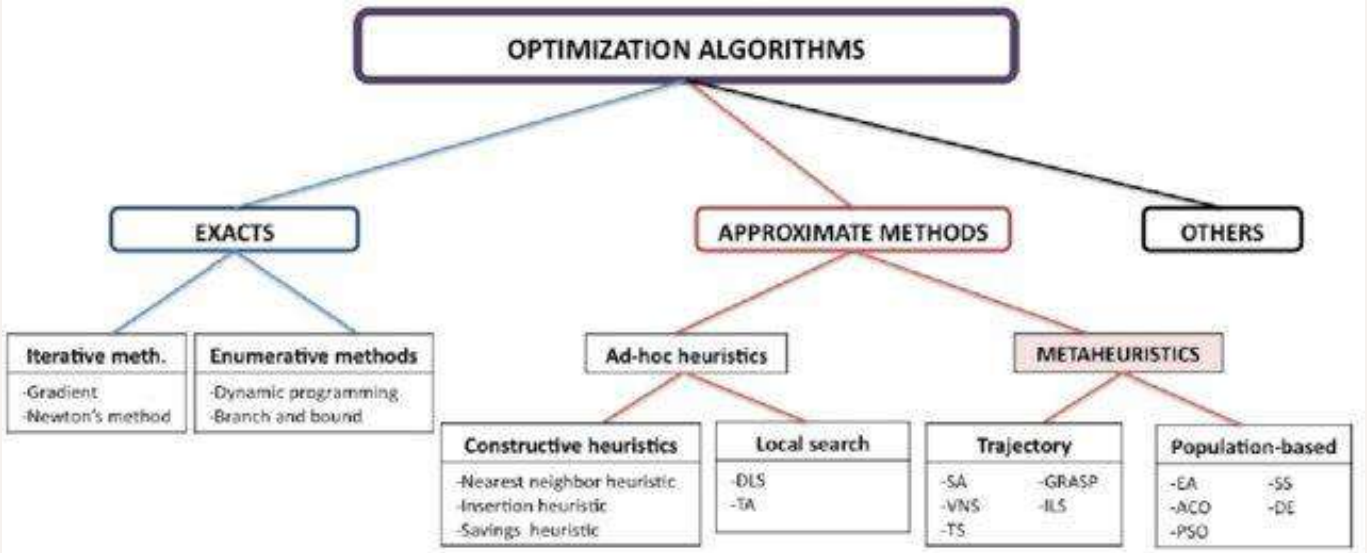 OPTIMIZATION ALGORITHMS
EXACTS
APPROXIMATE METHODS
OTHERS
Iterative meth.
-Gradient
-Newton's method
Enumerative methods
-Dynamic programming
-Branch and bound
Ad-hoc heuristics
METAHEURISTICS
Constructive heuristics
-Nearest neighbor heuristic
-Insertion heuristic
-Savings heuristic
Local search
-DLS
-TA
Trajectory
-SA -GRASP
-VNS -ILS
-TS
Population-based
-EA -SS
-ACO -DE
-PSO